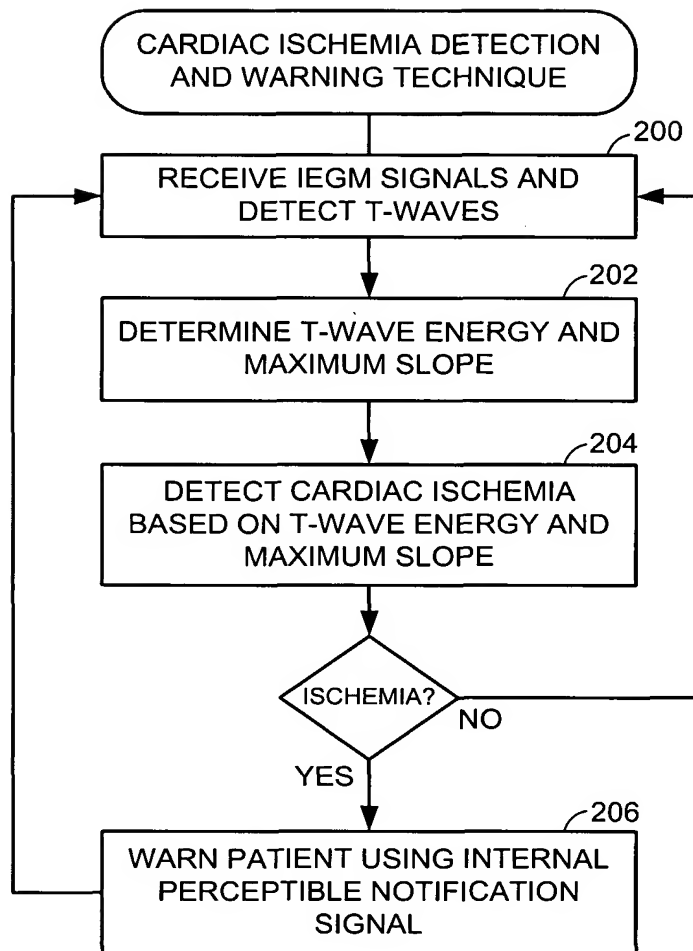 CARDIAC ISCHEMIA DETECTION
AND WARNING TECHNIQUE
200
RECEIVE IEGM SIGNALS AND
DETECT T-WAVES
202
DETERMINE T-WAVE ENERGY AND
MAXIMUM SLOPE
204
DETECT CARDIAC ISCHEMIA
BASED ON T-WAVE ENERGY AND
MAXIMUM SLOPE
ISCHEMIA?
NO
YES
206
WARN PATIENT USING INTERNAL
PERCEPTIBLE NOTIFICATION
SIGNAL